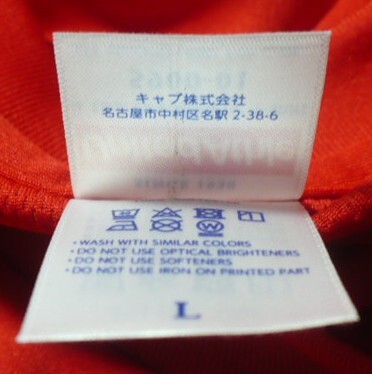 キャブ株式会社
名古屋市中村区名駅 2-38-6
・WASH WITH SIMILAR COLORS
・DO NOT USE OPTICAL BRIGHTENERS
・DO NOT USE SOFTENERS
・DO NOT USE IRON ON PRINTED PART
L